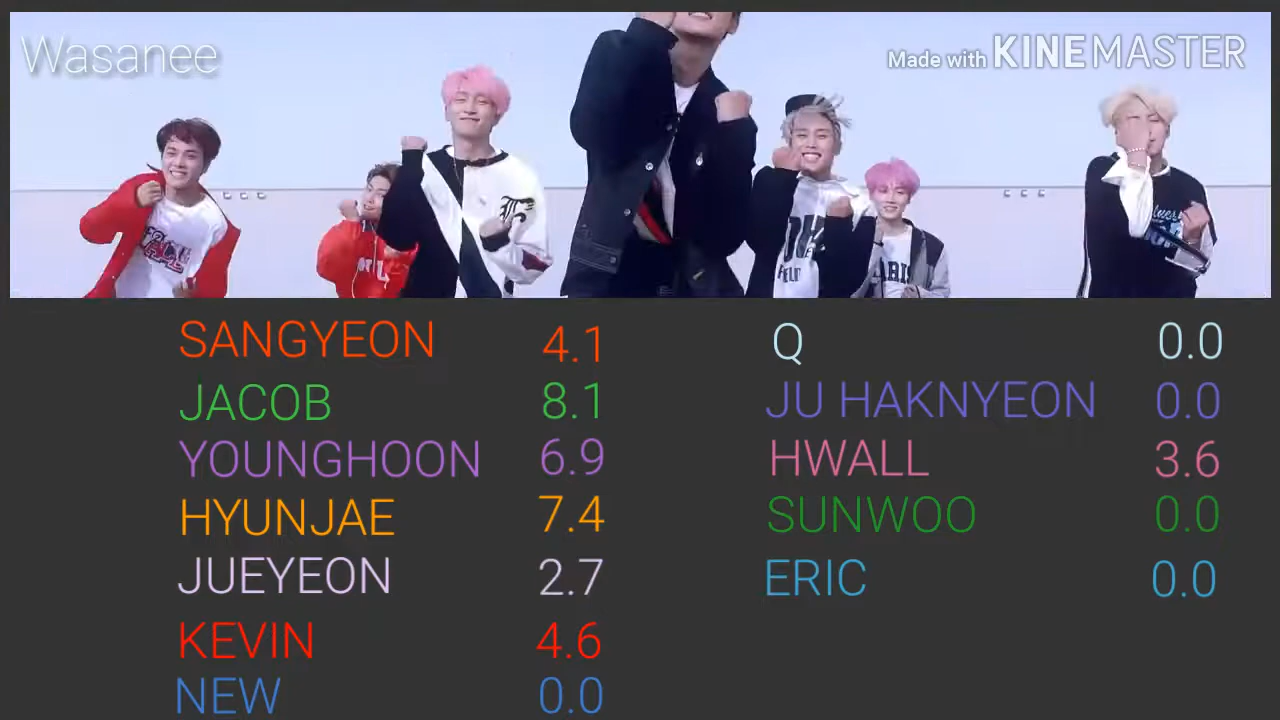 Wasanee
Made with KINEMASTER
SANGYEON 4.1
JACOB 8.1
YOUNGHOON 6.9
HYUNJAE 7.4
JUEYEON 2.7
KEVIN 4.6
NEW 0.0
Q 0.0
JU HAKNYEON 0.0
HWALL 3.6
SUNWOO 0.0
ERIC 0.0